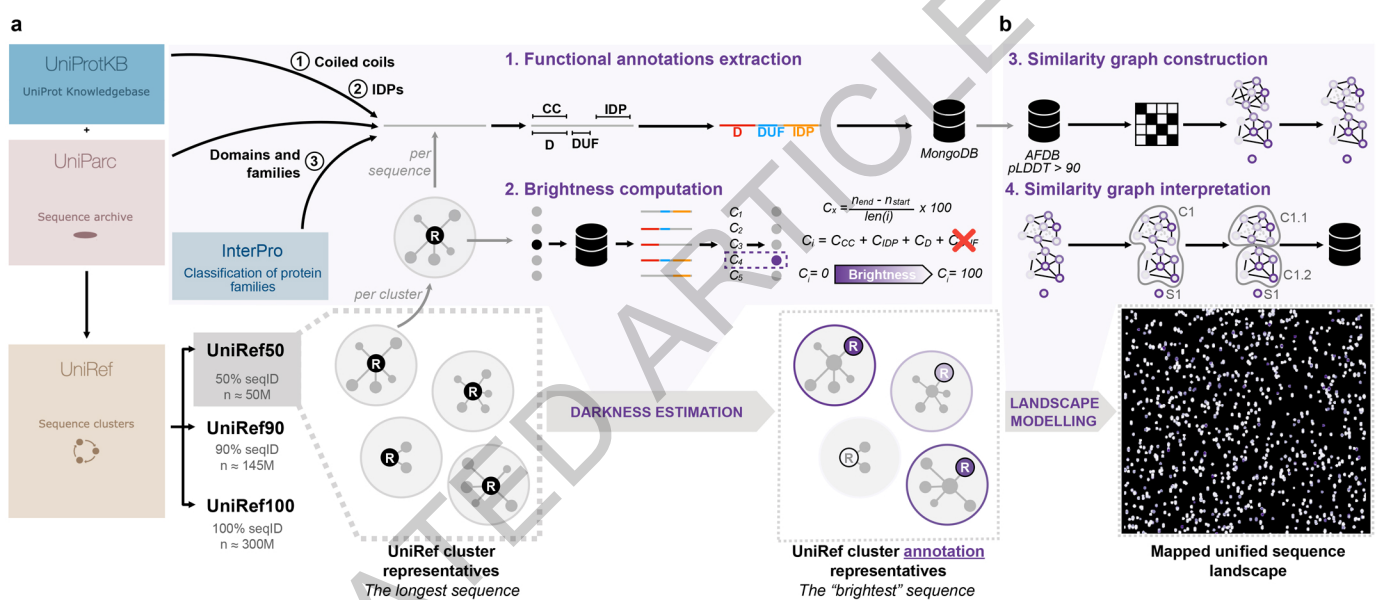 a
b
UniProtKB
UniProt Knowledgebase
+
UniParc
Sequence archive
InterPro
Classification of protein
families
UniRef
Sequence clusters
1 Coiled coils
2 IDPs
Domains and
families 3
1. Functional annotations extraction
CC
IDP
D
DUF
D DUF IDP
MongoDB
per
sequence
R
per cluster
2. Brightness computation
C1
C2
C3
C4
C5
Cx = nend - nstart / len(i) x 100
Ci = CCC + CIDP + CD + CDUF
Ci = 0 Brightness Ci = 100
3. Similarity graph construction
AFDB
pLDDT > 90
4. Similarity graph interpretation
C1
S1
C1.1
C1.2
S1
UniRef50
50% seqID
n ≈ 50M
UniRef90
90% seqID
n ≈ 145M
UniRef100
100% seqID
n ≈ 300M
R
R
R
R
UniRef cluster
representatives
The longest sequence
DARKNESS ESTIMATION
R
R
R
R
UniRef cluster annotation
representatives
The “brightest” sequence
LANDSCAPE
MODELLING
Mapped unified sequence
landscape
ATED ARTICLE